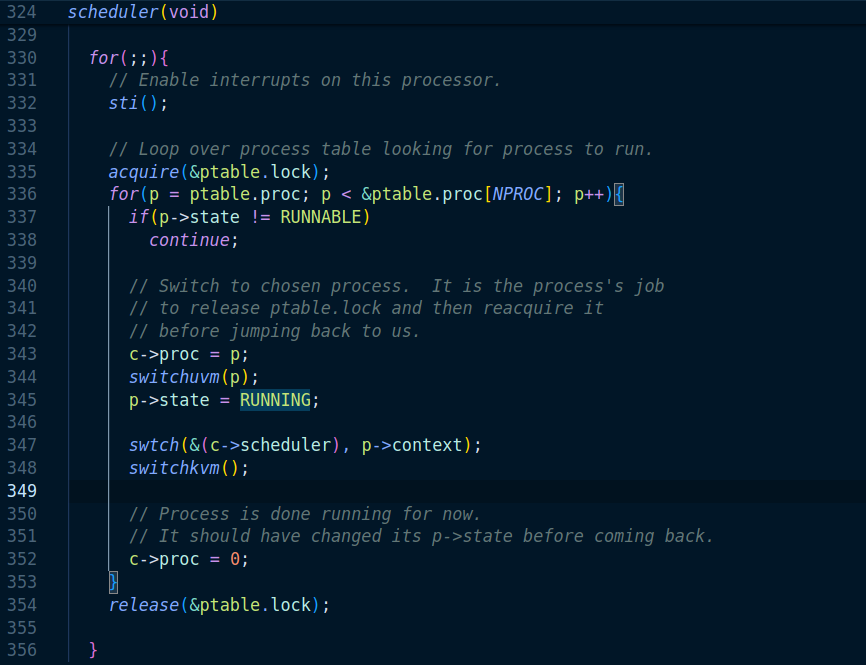 324 scheduler(void)
329
330 for(;;){
331 // Enable interrupts on this processor.
332 sti();
333
334 // Loop over process table looking for process to run.
335 acquire(&ptable.lock);
336 for(p = ptable.proc; p < &ptable.proc[NPROC]; p++){
337 if(p->state != RUNNABLE)
338 continue;
339
340 // Switch to chosen process.  It is the process's job
341 // to release ptable.lock and then reacquire it
342 // before jumping back to us.
343 c->proc = p;
344 switchuvm(p);
345 p->state = RUNNING;
346
347 swtch(&(c->scheduler), p->context);
348 switchkvm();
349
350 // Process is done running for now.
351 // It should have changed its p->state before coming back.
352 c->proc = 0;
353 }
354 release(&ptable.lock);
355
356 }